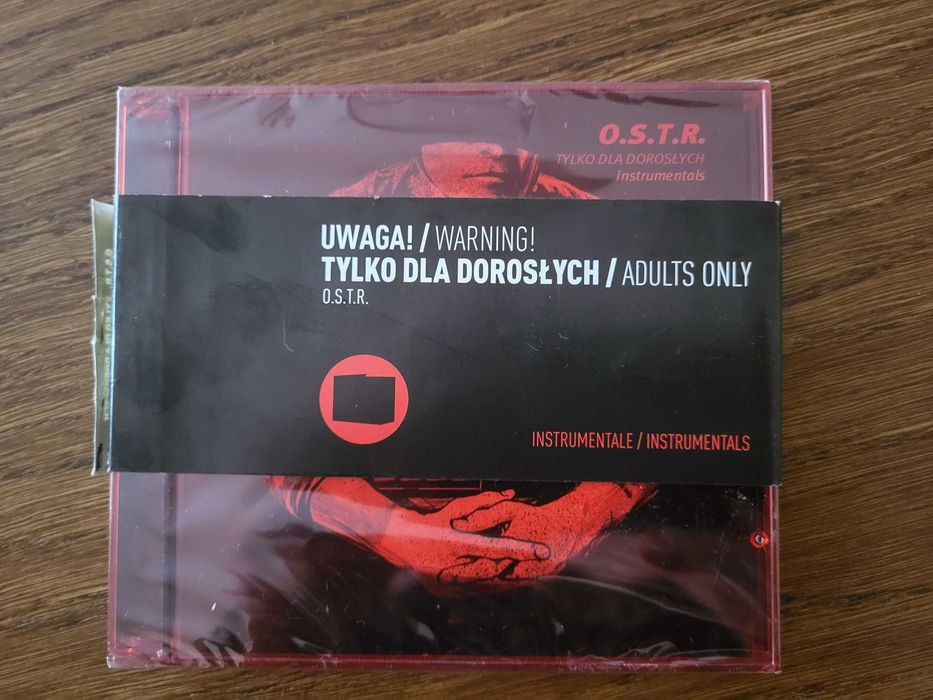 O.S.T.R.
TYLKO DLA DOROSŁYCH
instrumentals
UWAGA! / WARNING!
TYLKO DLA DOROSŁYCH / ADULTS ONLY
O.S.T.R.
INSTRUMENTALE / INSTRUMENTALS